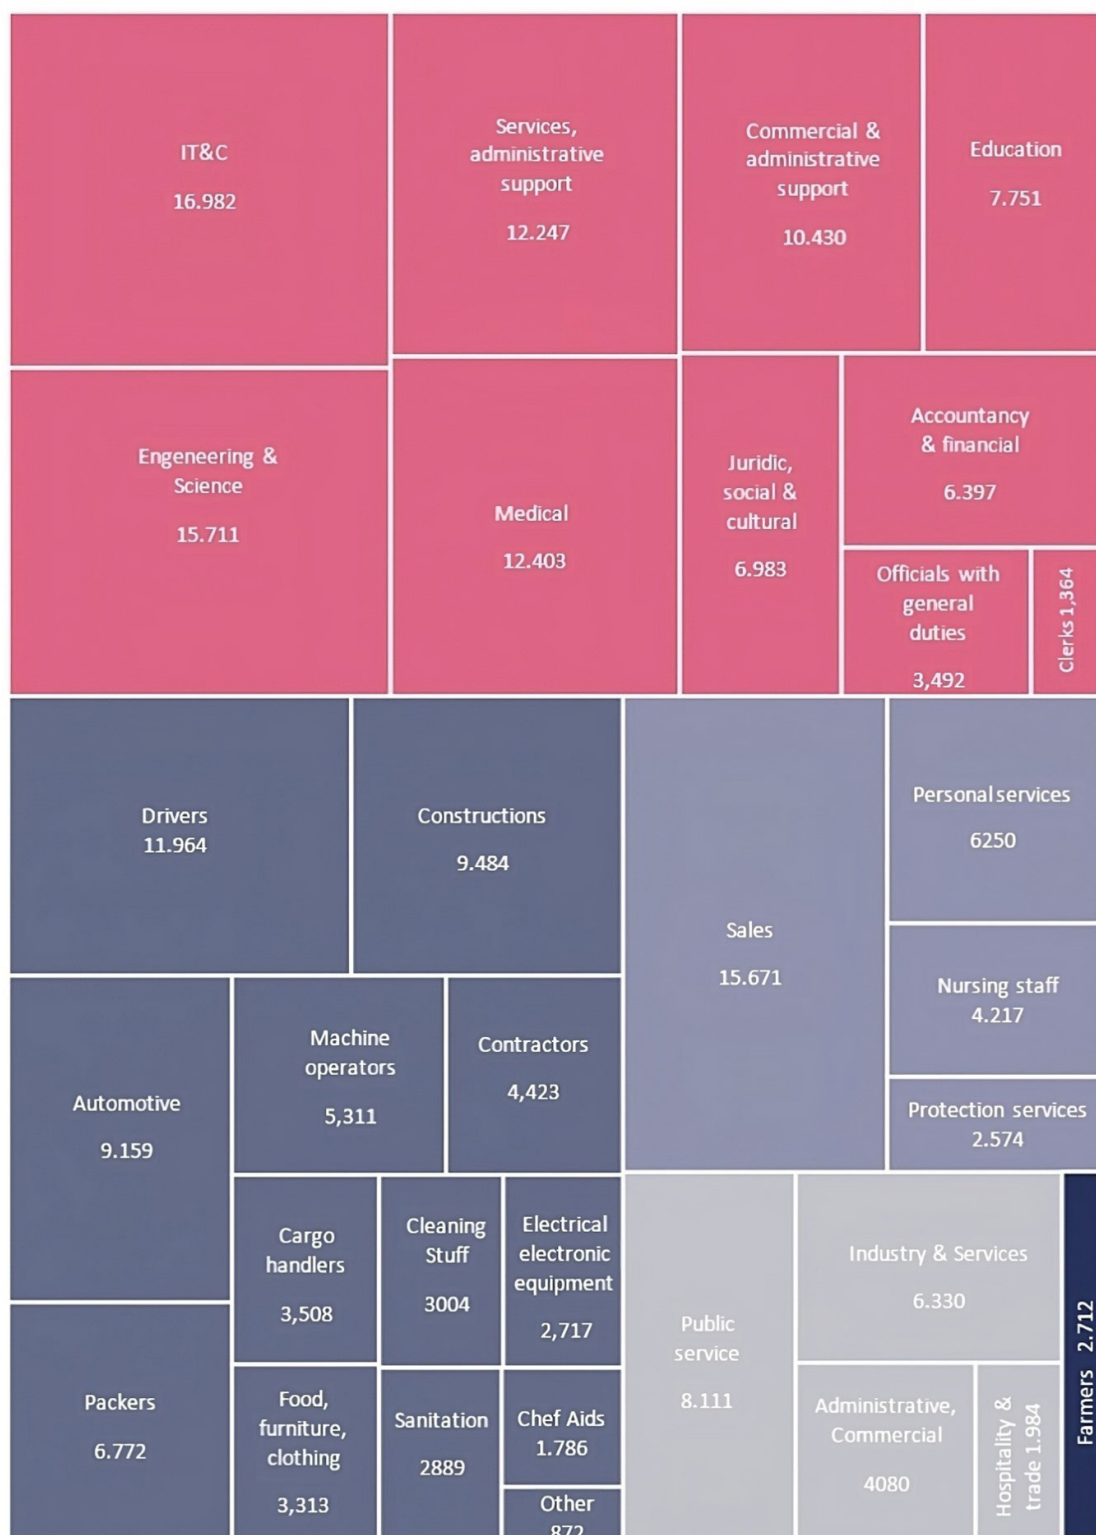 IT&C
16.982
Services,
administrative
support
12.247
Commercial &
administrative
support
10.430
Education
7.751
Engeneering &
Science
15.711
Medical
12.403
Juridic,
social &
cultural
6.983
Accountancy
& financial
6.397
Officials with
general
duties
3,492
Clerks 1,364
Drivers
11.964
Constructions
9.484
Sales
15.671
Personal services
6250
Nursing staff
4.217
Protection services
2.574
Automotive
9.159
Machine
operators
5,311
Contractors
4,423
Cargo
handlers
3,508
Cleaning
Stuff
3004
Electrical
electronic
equipment
2,717
Packers
6.772
Food,
furniture,
clothing
3,313
Sanitation
2889
Chef Aids
1.786
Other
872
Public
service
8.111
Industry & Services
6.330
Administrative,
Commercial
4080
Hospitality &
trade 1.984
Farmers 2.712